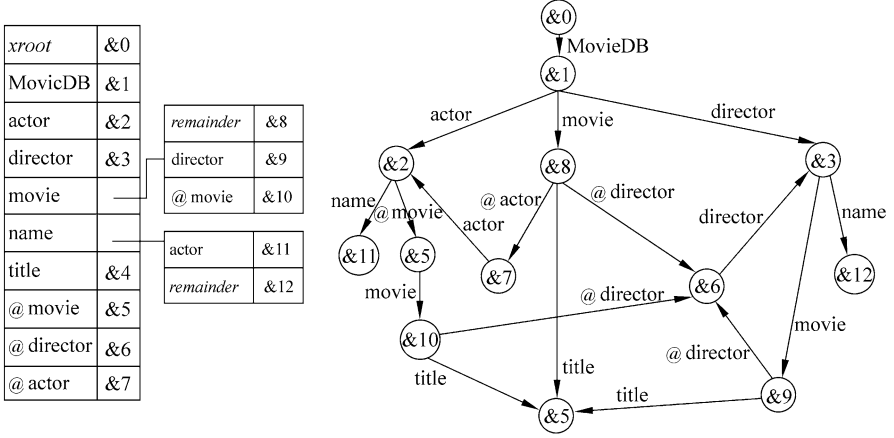 xroot &0
MovicDB &1
actor &2
director &3
movie
name
title &4
@ movie &5
@ director &6
@ actor &7
remainder &8
director &9
@ movie &10
actor &11
remainder &12
&0
MovieDB
&1
actor
movie
director
&2
&8
&3
name
@ movie
@ actor
actor
@ director
director
name
&11
&5
&7
&6
&12
movie
@ director
movie
&10
@ director
title
title
title
&5
&9